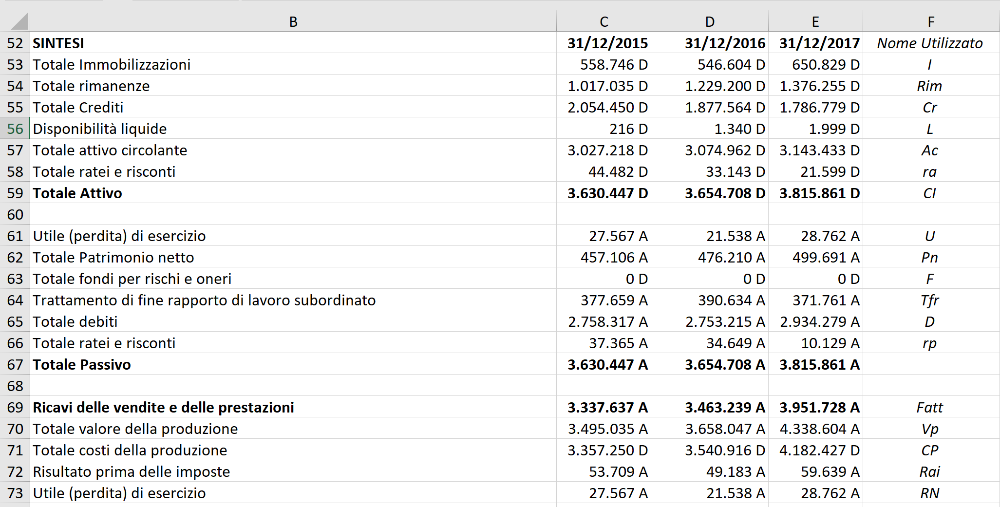 B C D E F
52 SINTESI 31/12/2015 31/12/2016 31/12/2017 Nome Utilizzato
53 Totale Immobilizzazioni 558.746 D 546.604 D 650.829 D I
54 Totale rimanenze 1.017.035 D 1.229.200 D 1.376.255 D Rim
55 Totale Crediti 2.054.450 D 1.877.564 D 1.786.779 D Cr
56 Disponibilità liquide 216 D 1.340 D 1.999 D L
57 Totale attivo circolante 3.027.218 D 3.074.962 D 3.143.433 D Ac
58 Totale ratei e risconti 44.482 D 33.143 D 21.599 D ra
59 Totale Attivo 3.630.447 D 3.654.708 D 3.815.861 D CI
60
61 Utile (perdita) di esercizio 27.567 A 21.538 A 28.762 A U
62 Totale Patrimonio netto 457.106 A 476.210 A 499.691 A Pn
63 Totale fondi per rischi e oneri 0 D 0 D 0 D F
64 Trattamento di fine rapporto di lavoro subordinato 377.659 A 390.634 A 371.761 A Tfr
65 Totale debiti 2.758.317 A 2.753.215 A 2.934.279 A D
66 Totale ratei e risconti 37.365 A 34.649 A 10.129 A rp
67 Totale Passivo 3.630.447 A 3.654.708 A 3.815.861 A
68
69 Ricavi delle vendite e delle prestazioni 3.337.637 A 3.463.239 A 3.951.728 A Fatt
70 Totale valore della produzione 3.495.035 A 3.658.047 A 4.338.604 A Vp
71 Totale costi della produzione 3.357.250 D 3.540.916 D 4.182.427 D CP
72 Risultato prima delle imposte 53.709 A 49.183 A 59.639 A Rai
73 Utile (perdita) di esercizio 27.567 A 21.538 A 28.762 A RN